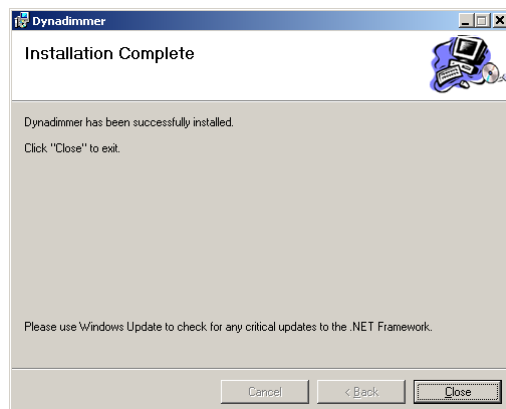 Dynadimmer
Installation Complete
Dynadimmer has been successfully installed.
Click "Close" to exit.
Please use Windows Update to check for any critical updates to the .NET Framework.
Cancel
< Back
Close